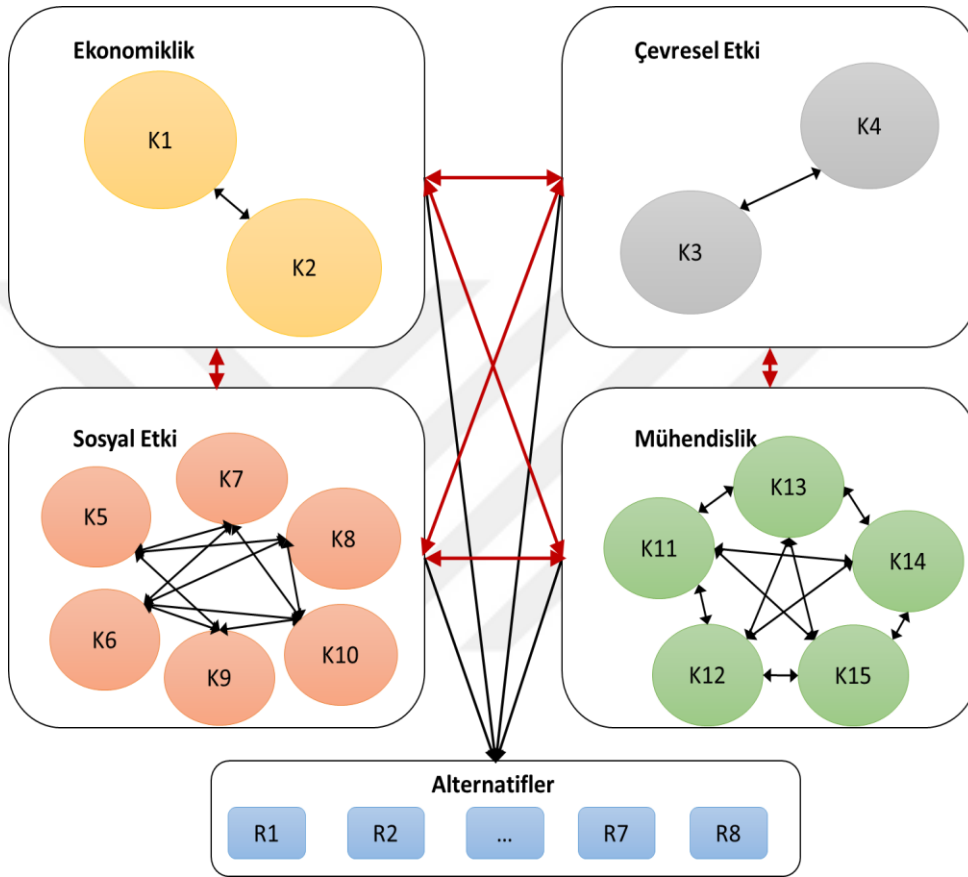 Ekonomiklik
K1
K2
Çevresel Etki
K4
K3
Sosyal Etki
K7
K5
K8
K6
K9
K10
Mühendislik
K13
K11
K14
K12
K15
Alternatifler
R1 R2 ... R7 R8